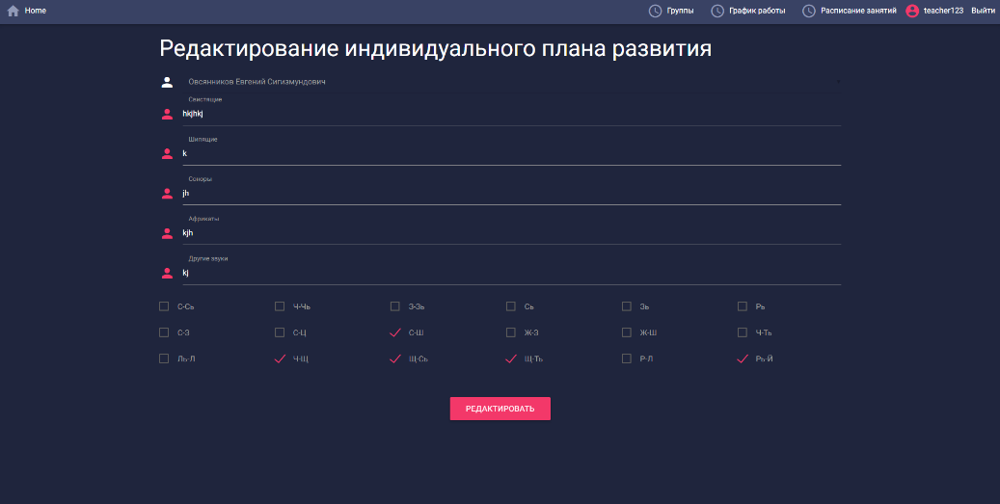 Home Группы График работы Расписание занятий teacher123 Выйти
Редактирование индивидуального плана развития
Овсянников Евгений Сигизмундович
Свистящие
hkjhkj
Шипящие
k
Соноры
jh
Африкаты
kjh
Другие звуки
kj
С-Сь Ч-Чь З-Зь Сь Зь Рь
С-З С-Ц С-Ш Ж-З Ж-Ш Ч-Ть
Ль-Л Ч-Щ Щ-Сь Щ-Ть Р-Л Рь-Й
РЕДАКТИРОВАТЬ